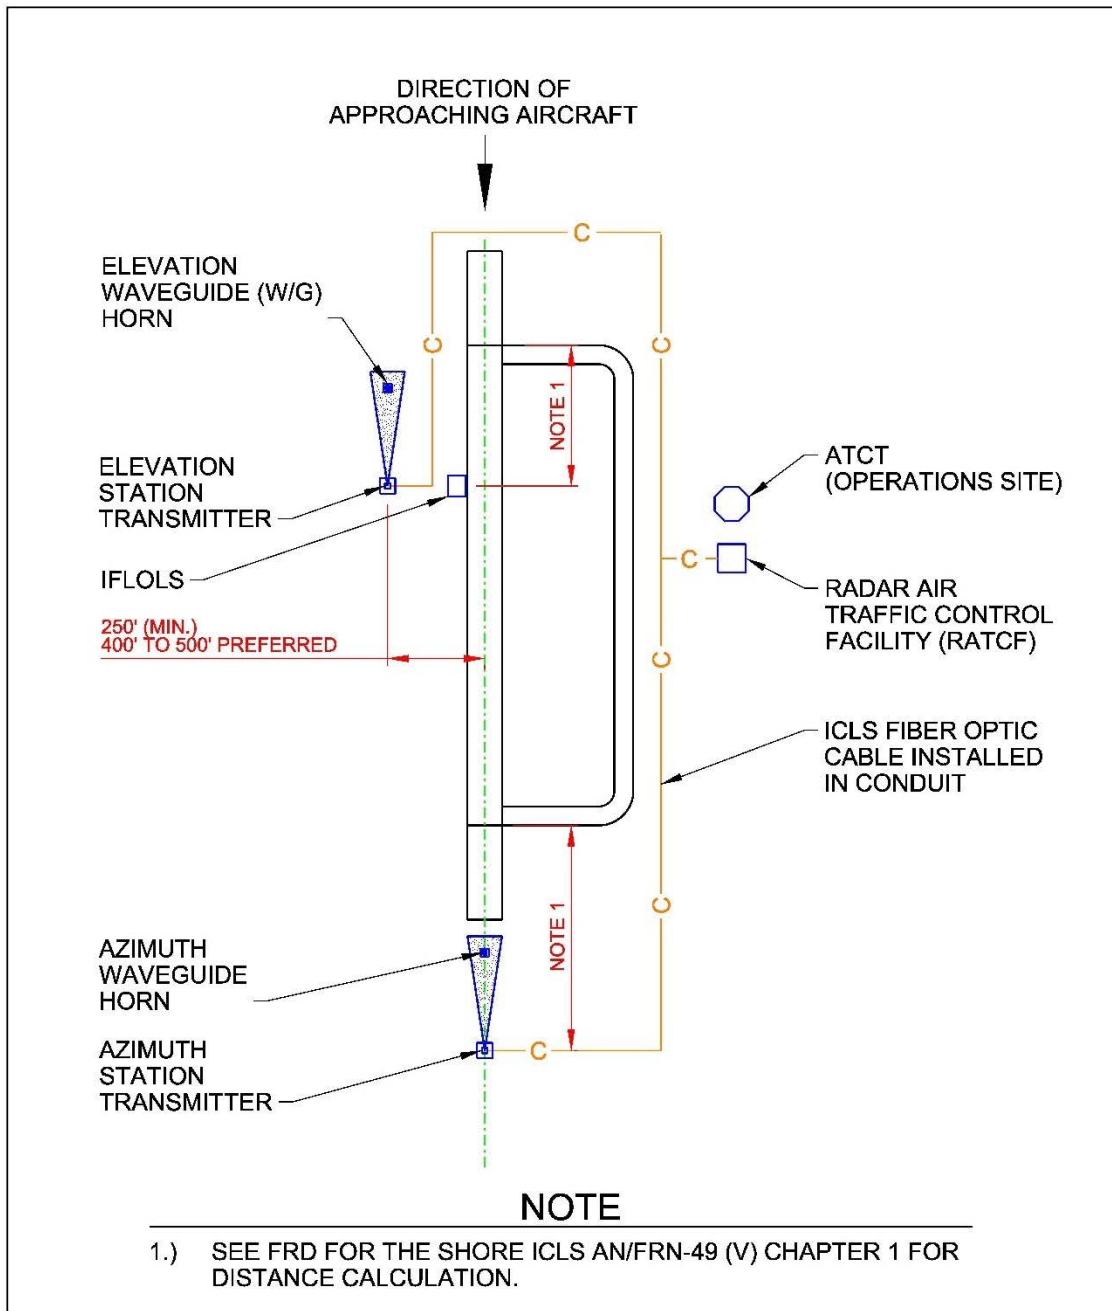 DIRECTION OF
APPROACHING AIRCRAFT
C
ELEVATION
WAVEGUIDE (W/G)
HORN
C
C
NOTE 1
ELEVATION
STATION
TRANSMITTER
ATCT
(OPERATIONS SITE)
IFLOLS
C
RADAR AIR
TRAFFIC CONTROL
FACILITY (RATCF)
250' (MIN.)
400' TO 500' PREFERRED
C
ICLS FIBER OPTIC
CABLE INSTALLED
IN CONDUIT
C
NOTE 1
AZIMUTH
WAVEGUIDE
HORN
AZIMUTH
STATION
TRANSMITTER
C
NOTE
1.) SEE FRD FOR THE SHORE ICLS AN/FRN-49 (V) CHAPTER 1 FOR
DISTANCE CALCULATION.